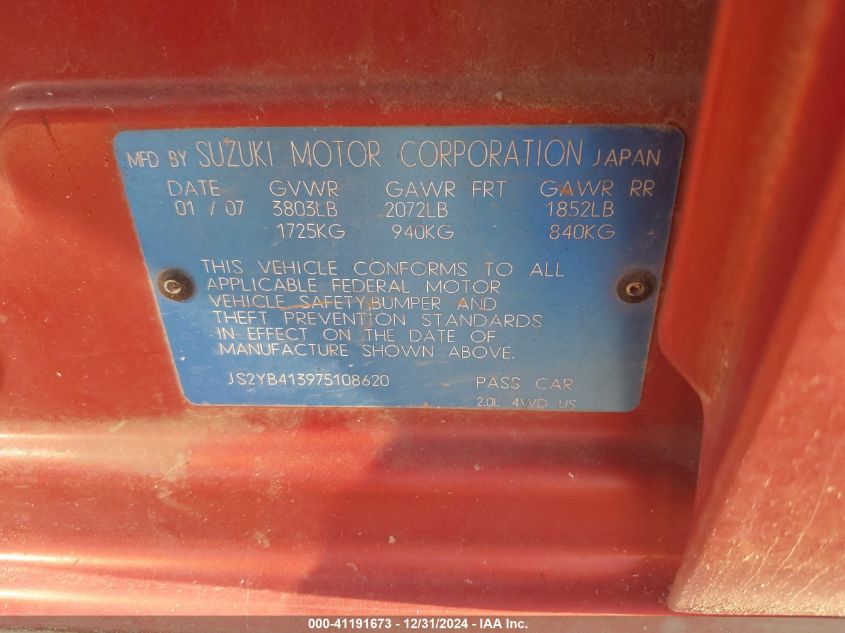 MFD BY SUZUKI MOTOR CORPORATION JAPAN
DATE GVWR GAWR FRT GAWR RR
01 / 07 3803LB 2072LB 1852LB
1725KG 940KG 840KG
THIS VEHICLE CONFORMS TO ALL
APPLICABLE FEDERAL MOTOR
VEHICLE SAFETY,BUMPER AND
THEFT PREVENTION STANDARDS
IN EFFECT ON THE DATE OF
MANUFACTURE SHOWN ABOVE.
JS2YB413975108620 PASS CAR
2.0L 4WD US
000-41191673 - 12/31/2024 - IAA Inc.